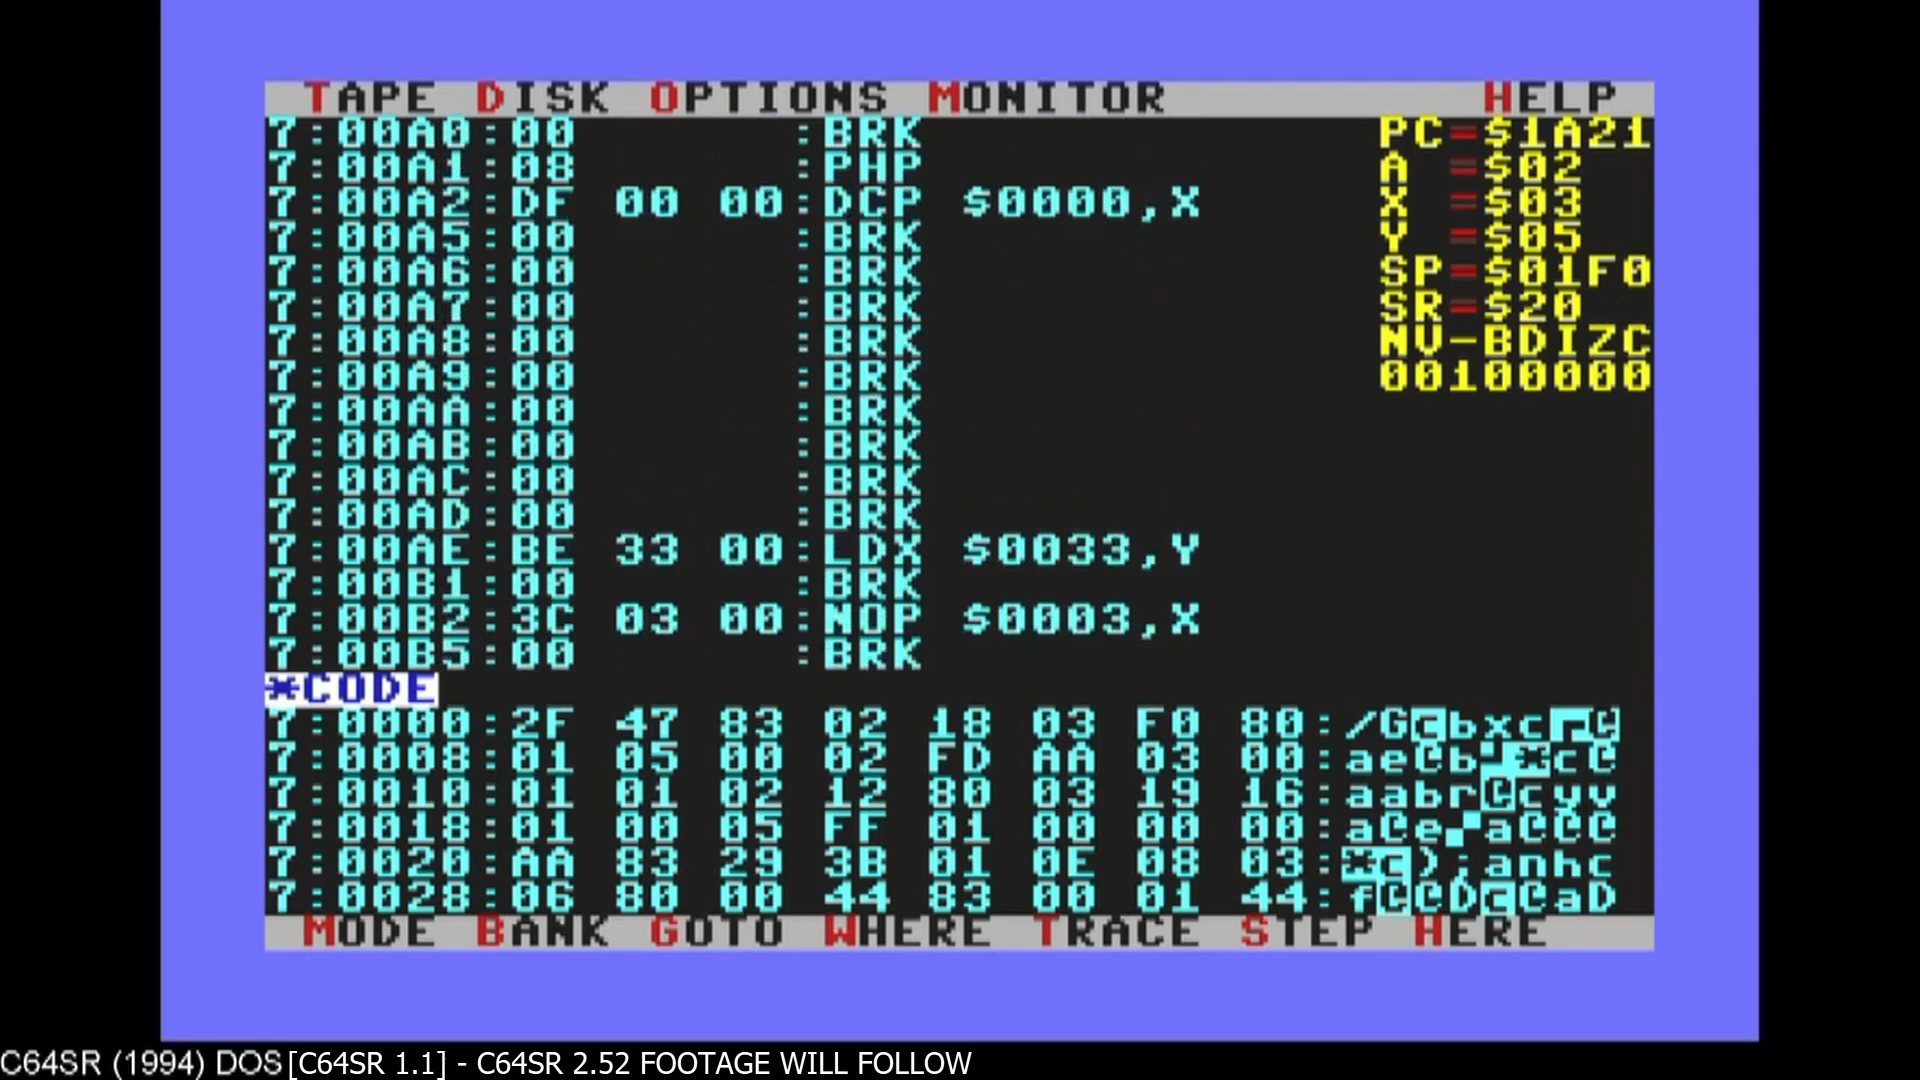 TAPE DISK OPTIONS MONITOR HELP
7:00A0:00 :BRK PC=$1A21
7:00A1:08 :PHP A =$02
7:00A2:DF 00 00:DCP $0000,X X =$03
7:00A5:00 :BRK Y =$05
7:00A6:00 :BRK SP=$01F0
7:00A7:00 :BRK SR=$20
7:00A8:00 :BRK NV-BDIZC
7:00A9:00 :BRK 00100000
7:00AA:00 :BRK
7:00AB:00 :BRK
7:00AC:00 :BRK
7:00AD:00 :BRK
7:00AE:BE 33 00:LDX $0033,Y
7:00B1:00 :BRK
7:00B2:3C 03 00:NOP $0003,X
7:00B5:00 :BRK
*CODE
7:0000:2F 47 83 02 18 03 F0 80:/Gcbxc
7:0008:01 05 00 02 FD AA 03 00:ae
7:0010:01 01 02 12 80 03 19 16:aabr
7:0018:01 00 05 FF 01 00 00 00:a
7:0020:AA 83 29 3B 01 0E 08 03:*c);anhc
7:0028:06 80 00 44 83 00 01 44:f
MODE BANK GOTO WHERE TRACE STEP HERE
C64SR (1994) DOS [C64SR 1.1] - C64SR 2.52 FOOTAGE WILL FOLLOW